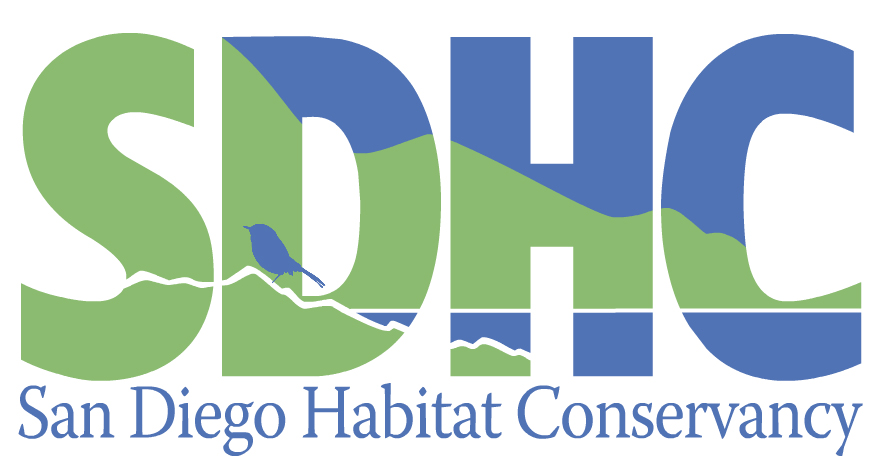 SDHC
San Diego Habitat Conservancy